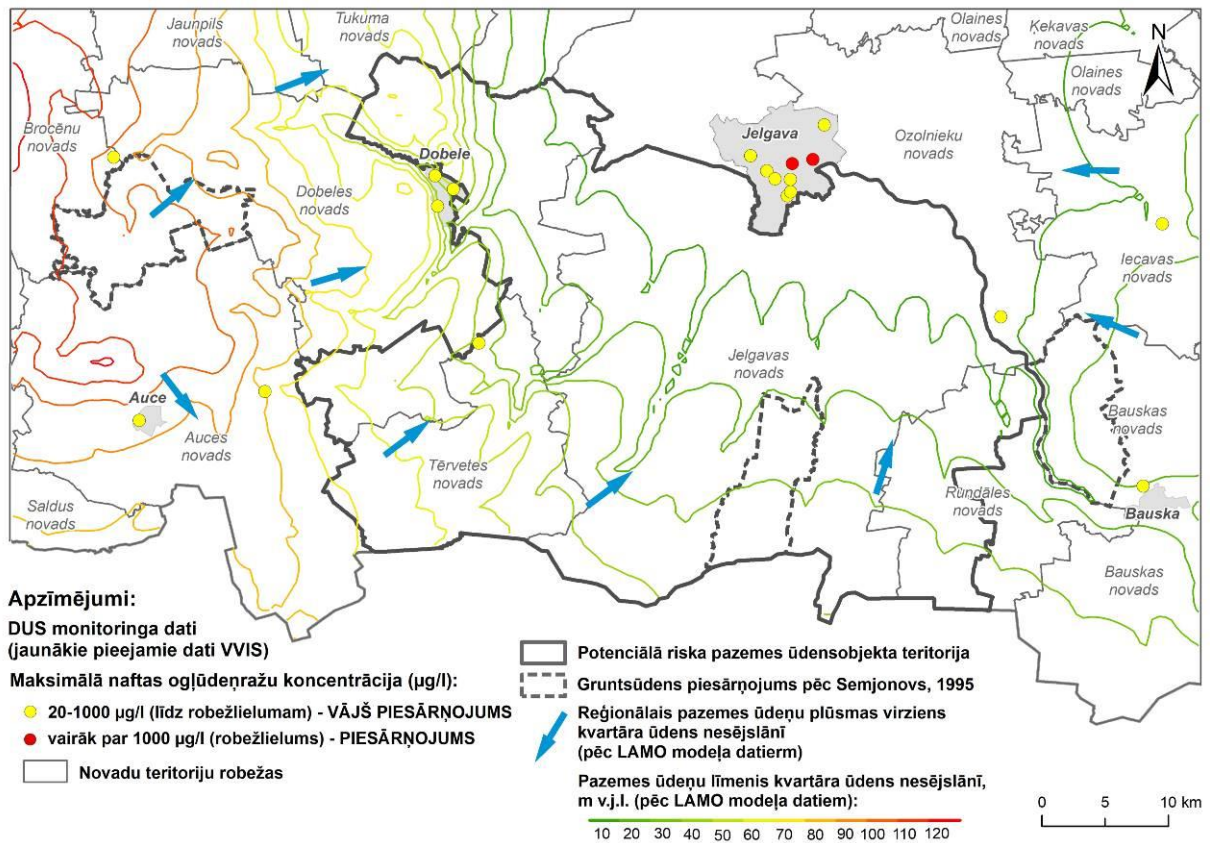 Jaunpils
novads
Tukuma
novads
Olaines
novads
Ķekavas
novads
N
Olaines
novads
Brocēnu
novads
Dobele
Jelgava
Ozolnieku
novads
Dobeles
novads
Iecavas
novads
Jelgavas
novads
Auce
Auces
novads
Bauskas
novads
Tērvetes
novads
Rundāles
novads
Saldus
novads
Bauska
Bauskas
novads
Apzīmējumi:
DUS monitoringa dati
(jaunākie pieejamie dati VVIS)
Maksimālā naftas ogļūdeņražu koncentrācija (µg/l):
20-1000 µg/l (līdz robežlielumam) - VĀJŠ PIESĀRŅOJUMS
vairāk par 1000 µg/l (robežlielums) - PIESĀRŅOJUMS
Novadu teritoriju robežas
Potenciālā riska pazemes ūdensobjekta teritorija
Gruntsūdens piesārņojums pēc Semjonovs, 1995
Reģionālais pazemes ūdeņu plūsmas virziens
kvartāra ūdens nesējslānī
(pēc LAMO modeļa datierm)
Pazemes ūdeņu līmenis kvartāra ūdens nesējslānī,
m v.j.l. (pēc LAMO modeļa datiem):
10 20 30 40 60 70 80 90 100 110 120
0 5 10 km